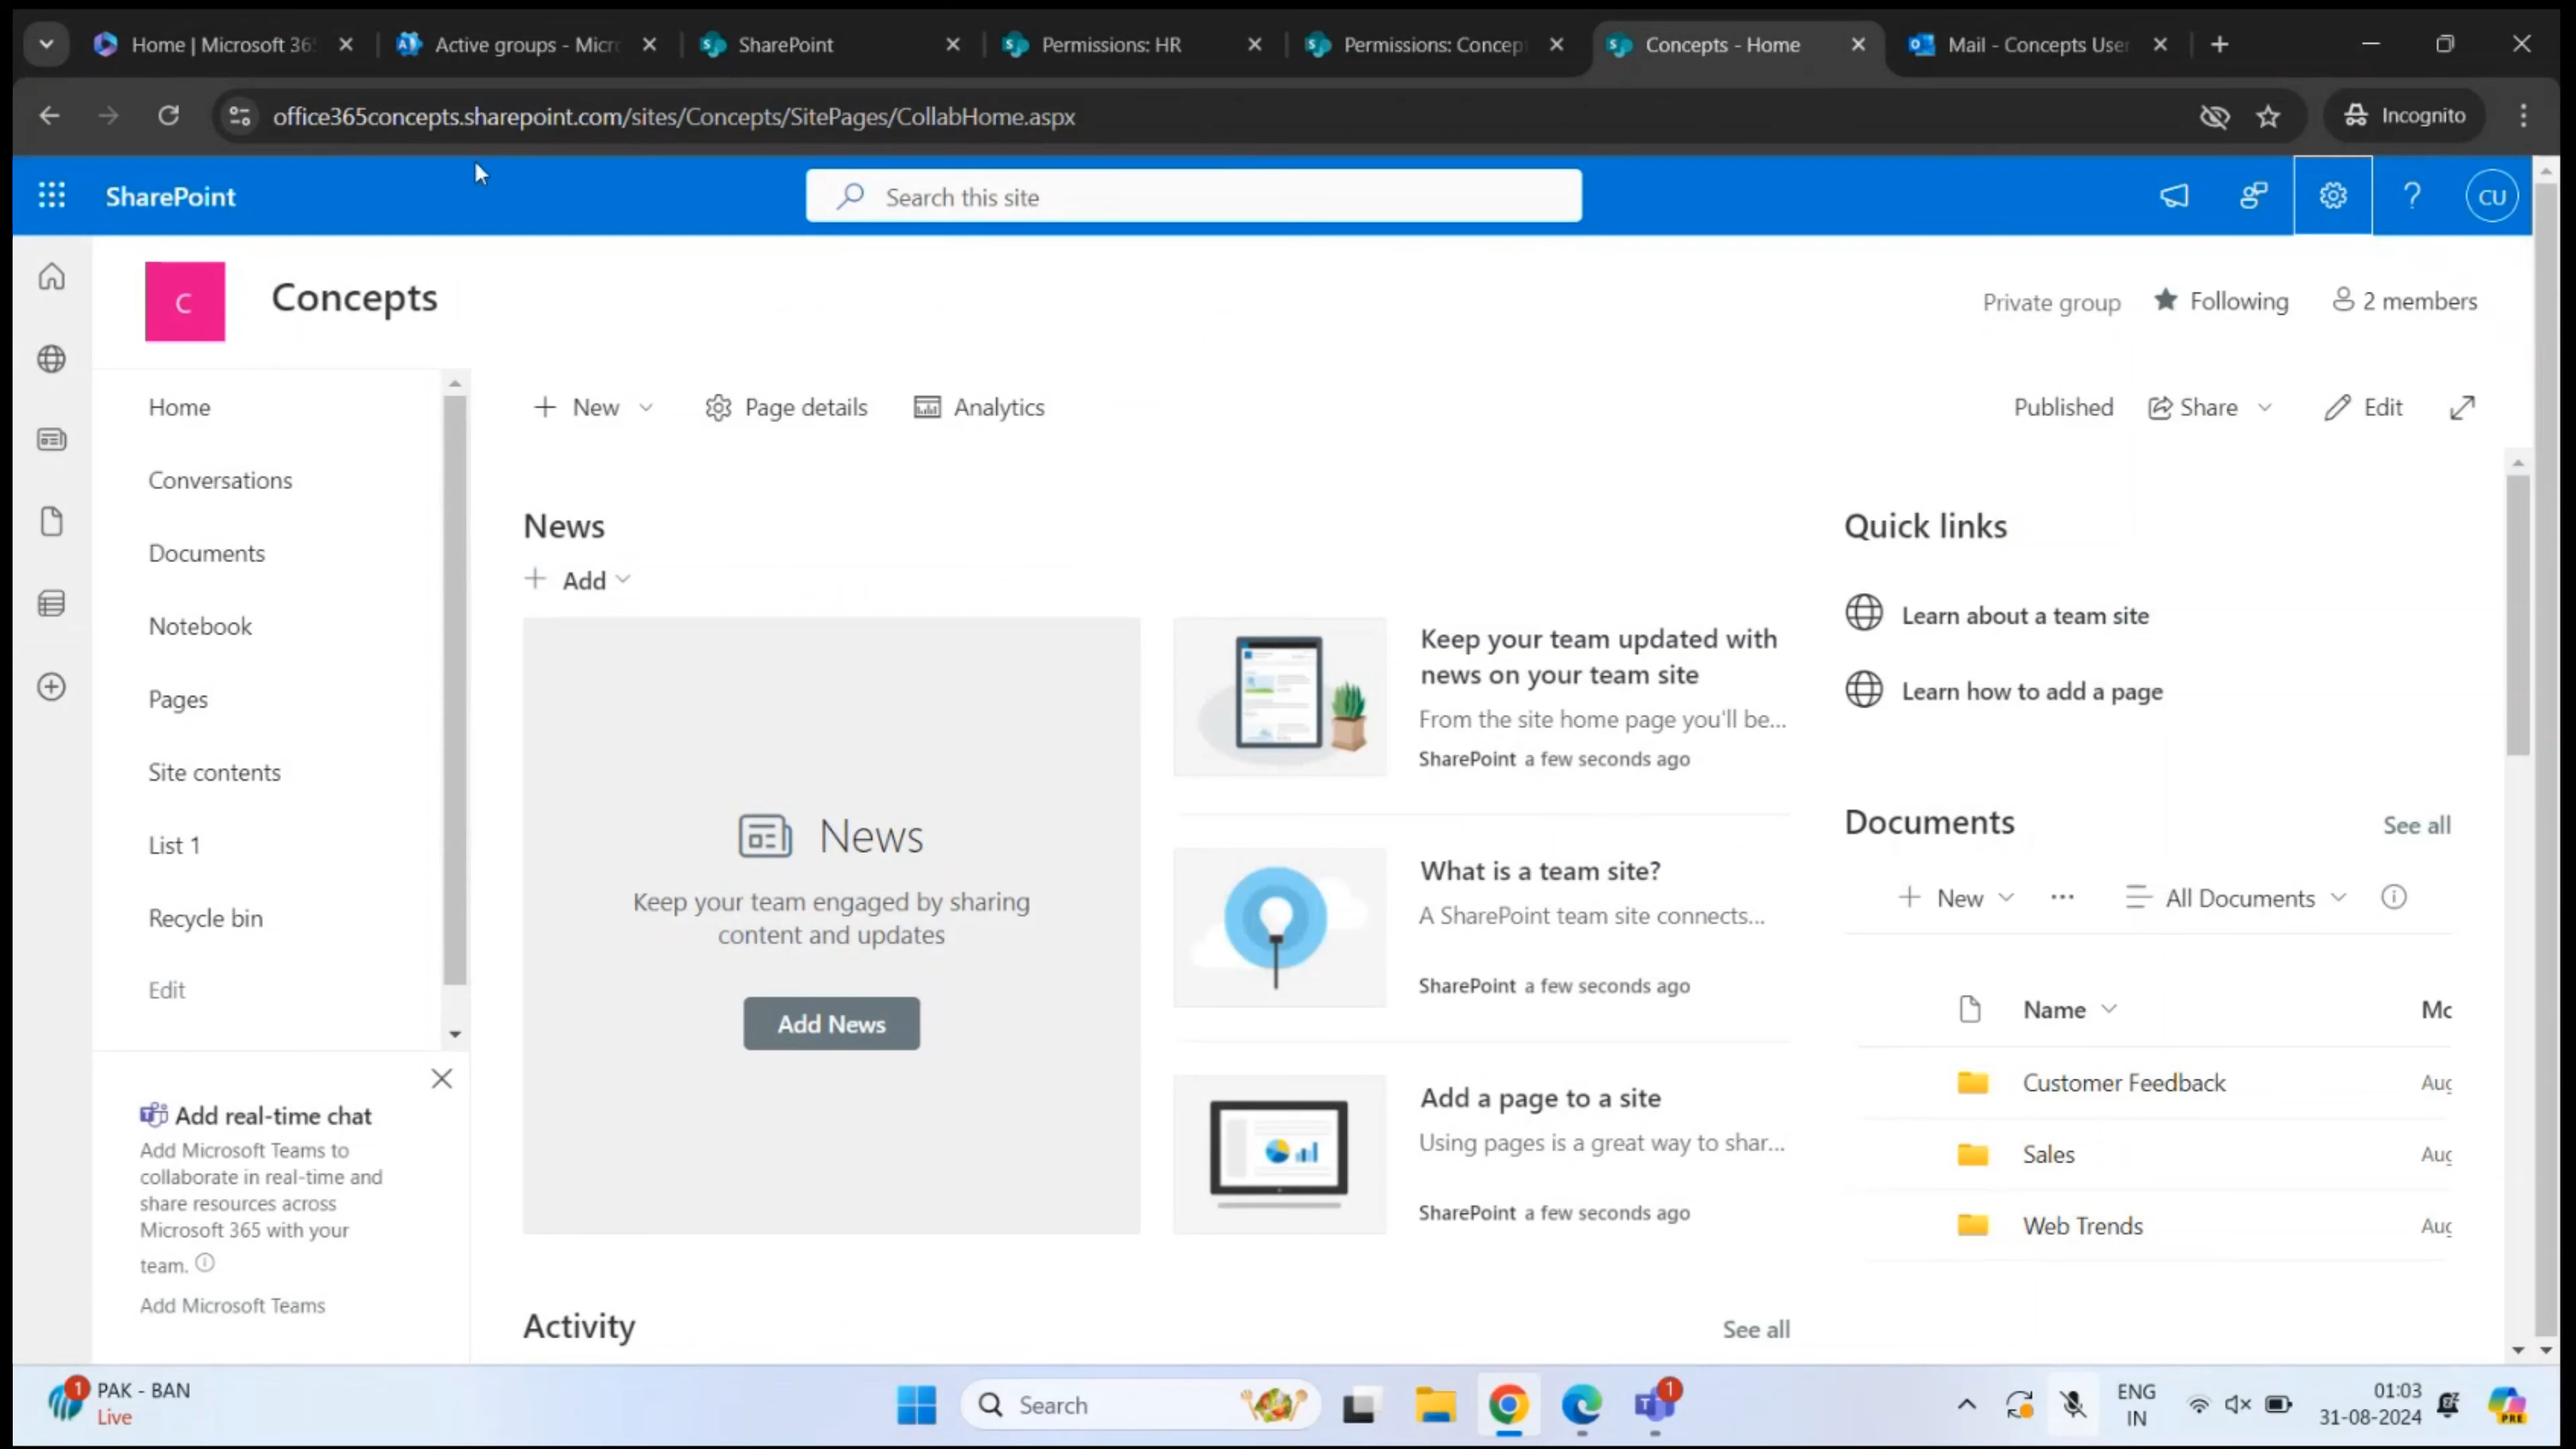 Home | Microsoft 36
Active groups - Micr
SharePoint
Permissions: HR
Permissions: Concep
Concepts - Home
Mail - Concepts User
office365concepts.sharepoint.com/sites/Concepts/SitePages/CollabHome.aspx
Incognito
SharePoint
Search this site
CU
C
Concepts
Private group
Following
2 members
Home
Conversations
Documents
Notebook
Pages
Site contents
List 1
Recycle bin
Edit
Add real-time chat
Add Microsoft Teams to
collaborate in real-time and
share resources across
Microsoft 365 with your
team.
Add Microsoft Teams
New
Page details
Analytics
Published
Share
Edit
News
Add
News
Keep your team engaged by sharing
content and updates
Add News
Keep your team updated with
news on your team site
From the site home page you'll be...
SharePoint a few seconds ago
What is a team site?
A SharePoint team site connects...
SharePoint a few seconds ago
Add a page to a site
Using pages is a great way to shar...
SharePoint a few seconds ago
Activity
See all
Quick links
Learn about a team site
Learn how to add a page
Documents
See all
New
All Documents
Name
Mc
Customer Feedback
Aug
Sales
Aug
Web Trends
Aug
1
PAK - BAN
Live
Search
1
ENG
IN
01:03
31-08-2024
PRE